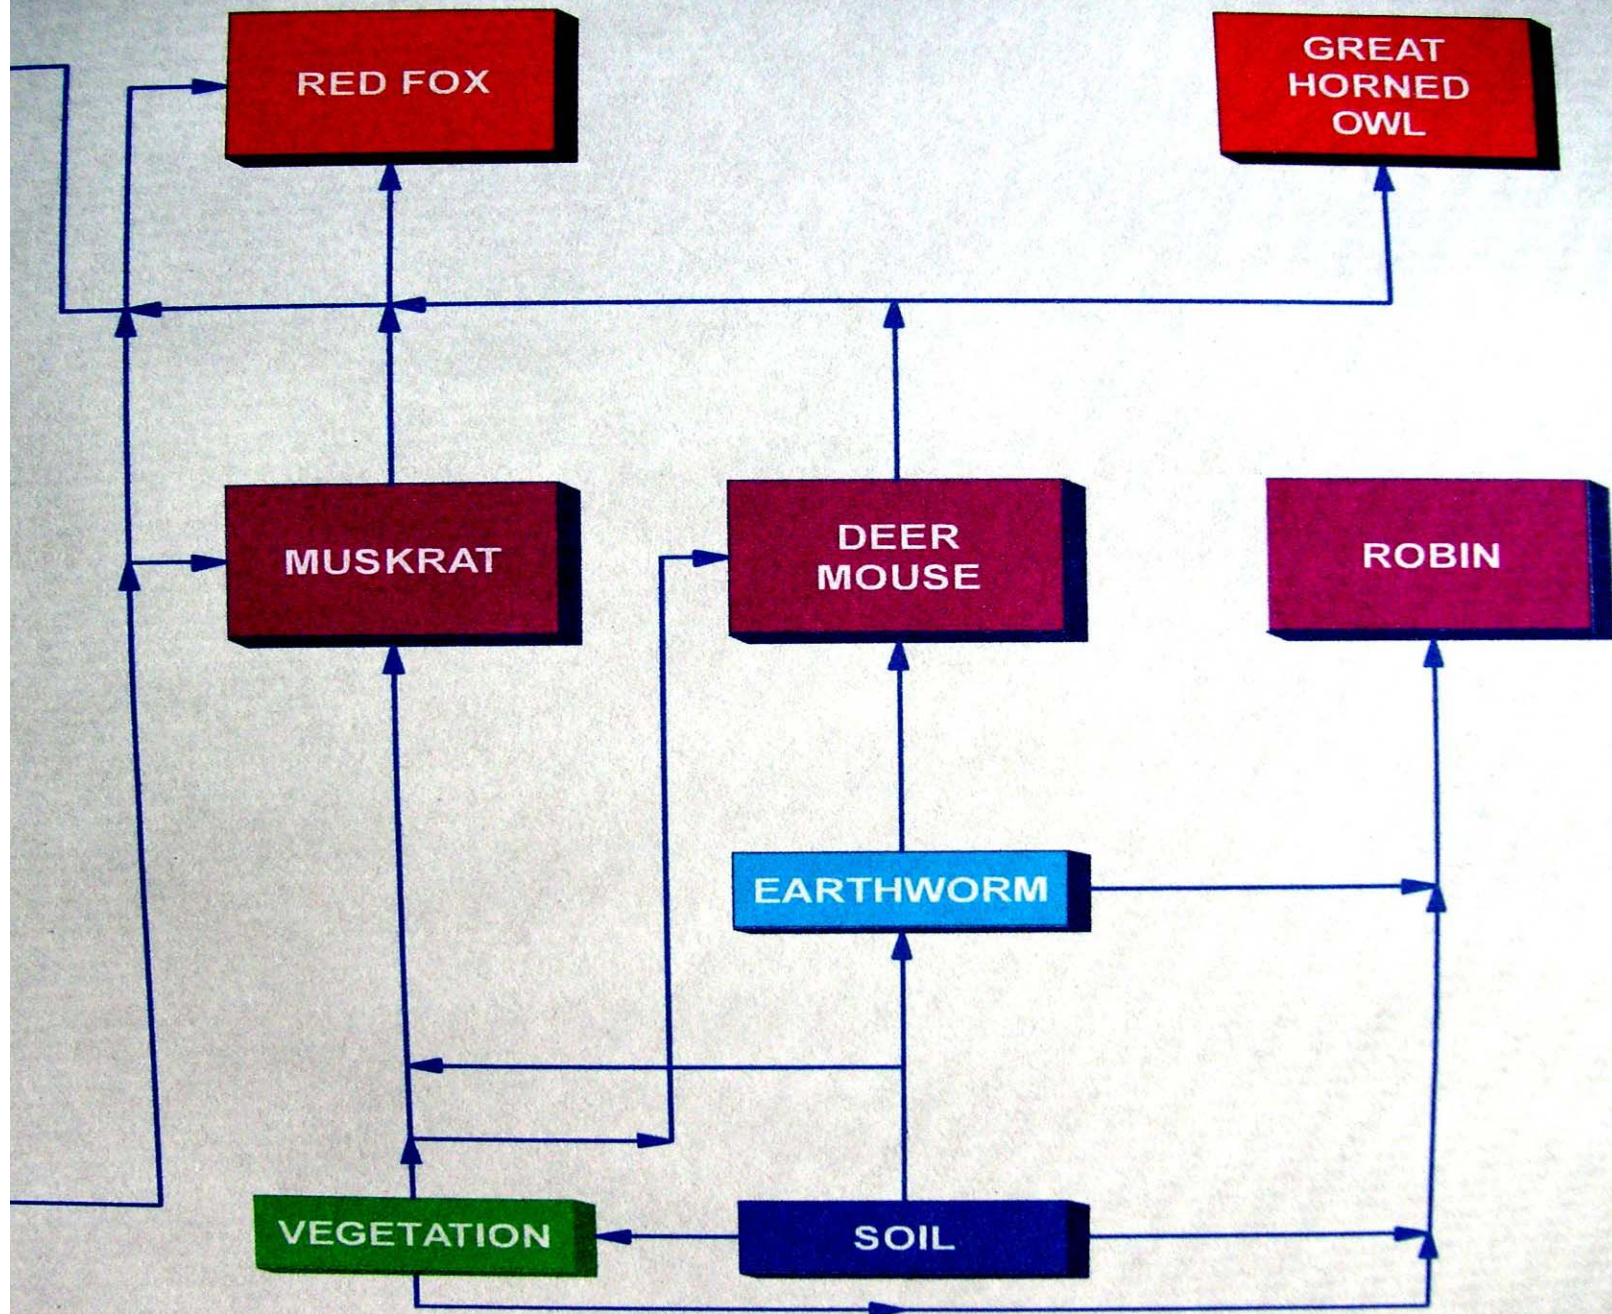 RED FOX
GREAT
HORNED
OWL
MUSKRAT
DEER
MOUSE
ROBIN
EARTHWORM
VEGETATION
SOIL